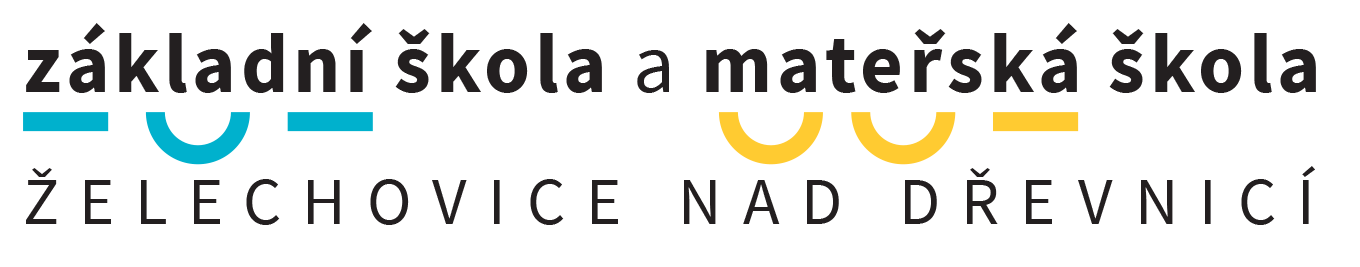 základní škola a mateřská škola
ŽELECHOVICE NAD DŘEVNICÍ